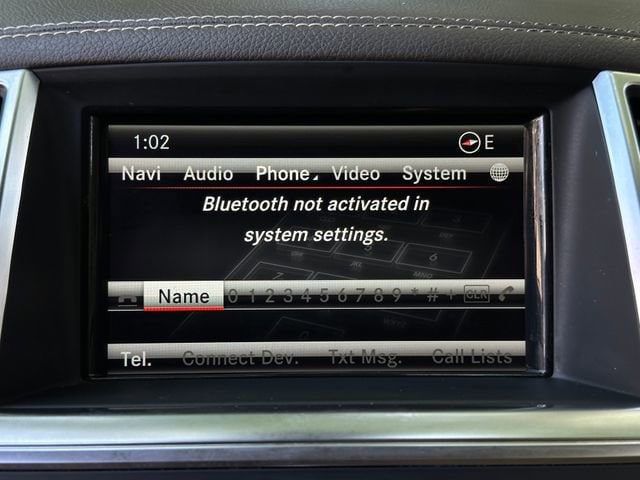 1:02 E
Navi Audio Phone Video System
Bluetooth not activated in
system settings.
Name 0 1 2 3 4 5 6 7 8 9 * # + CLR
Tel. Connect Dev. Txt Msg. Call Lists